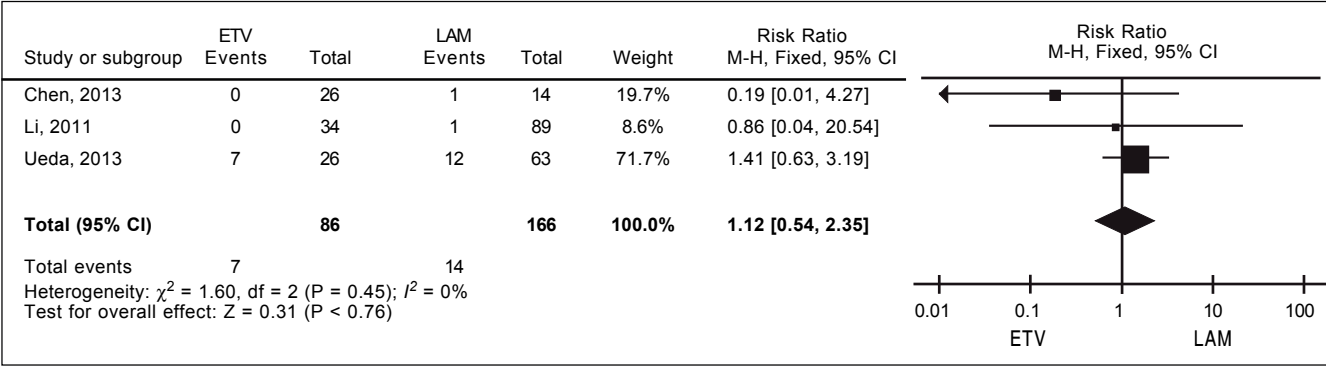 ETV LAM Risk Ratio Risk Ratio
Study or subgroup Events Total Events Total Weight M-H, Fixed, 95% CI M-H, Fixed, 95% CI
Chen, 2013 0 26 1 14 19.7% 0.19 [0.01, 4.27]
Li, 2011 0 34 1 89 8.6% 0.86 [0.04, 20.54]
Ueda, 2013 7 26 12 63 71.7% 1.41 [0.63, 3.19]
Total (95% CI) 86 166 100.0% 1.12 [0.54, 2.35]
Total events 7 14
Heterogeneity: χ² = 1.60, df = 2 (P = 0.45); I² = 0%
Test for overall effect: Z = 0.31 (P < 0.76)
0.01 0.1 1 10 100
ETV LAM